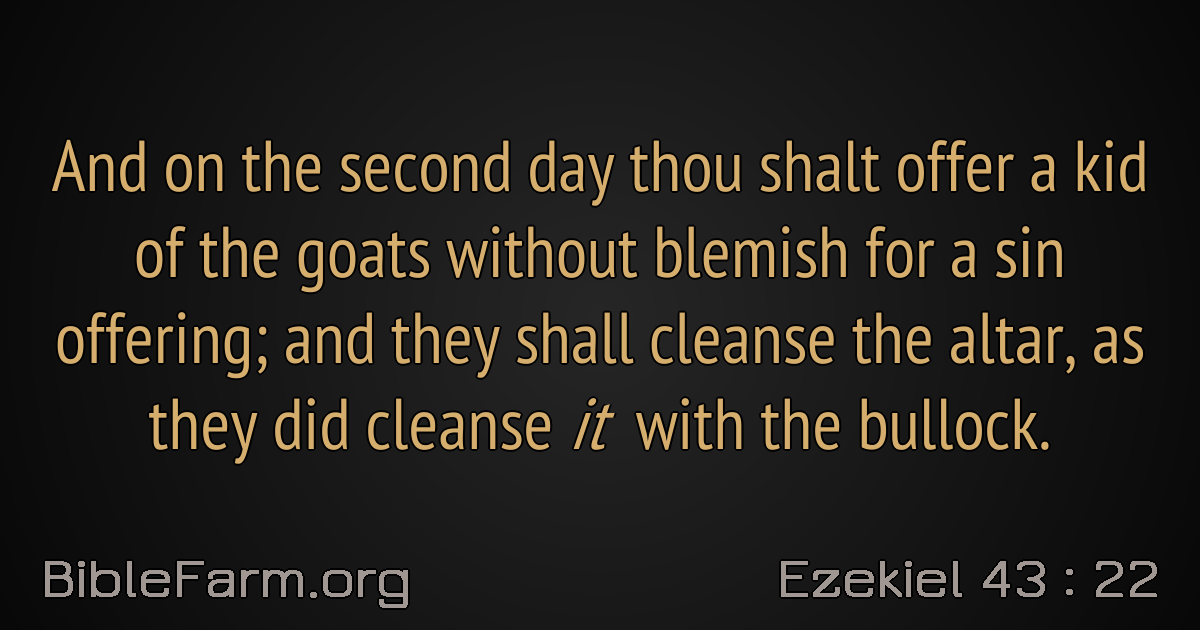 And on the second day thou shalt offer a kid
of the goats without blemish for a sin
offering; and they shall cleanse the altar, as
they did cleanse it with the bullock.
BibleFarm.org
Ezekiel 43 : 22